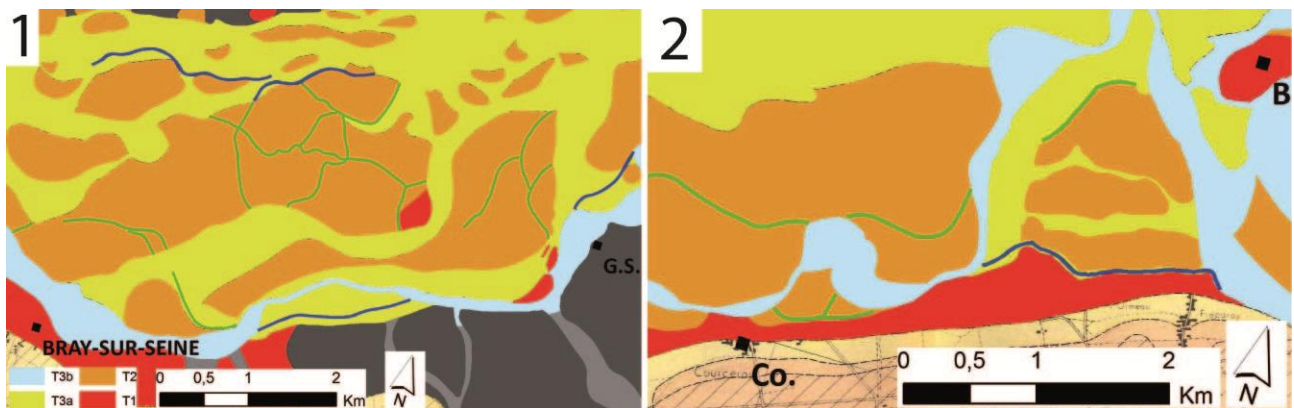 1
G.S.
BRAY-SUR-SEINE
T3b T2
T3a T1
0 0,5 1 2
Km
N
2
B
Co.
0 0,5 1 2
Km
N